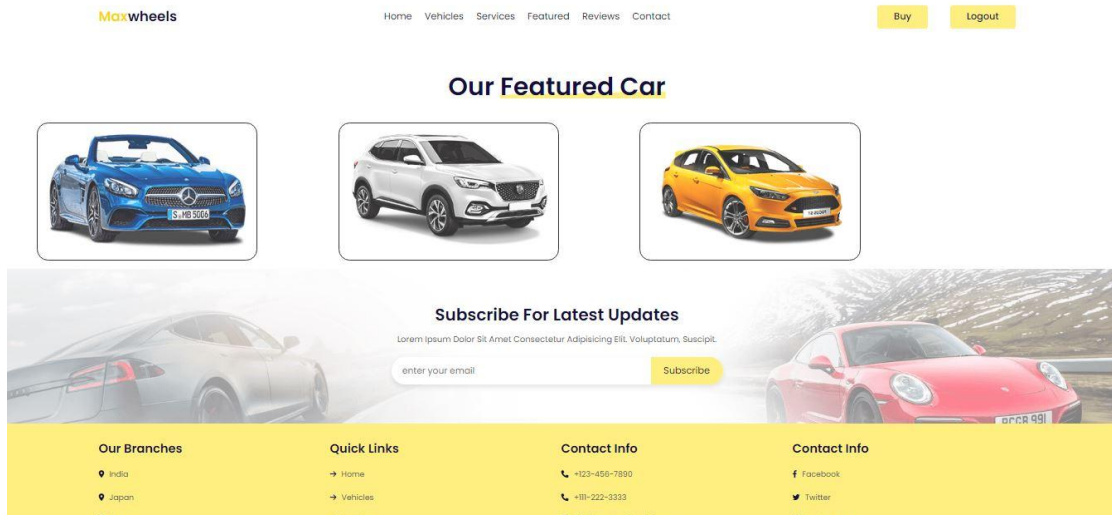 Maxwheels
Home Vehicles Services Featured Reviews Contact
Buy
Logout
Our Featured Car
S MB 5006
Subscribe For Latest Updates
Lorem Ipsum Dolor Sit Amet Consectetur Adipisicing Elit. Voluptatum, Suscipit.
enter your email
Subscribe
Our Branches
India
Japan
Quick Links
Home
Vehicles
Contact Info
+123-456-7890
+111-222-3333
Contact Info
Facebook
Twitter